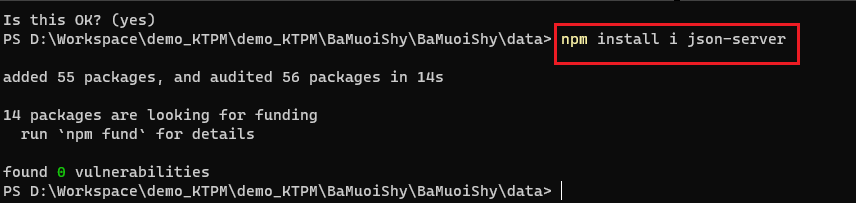 Is this OK? (yes)
PS D:\Workspace\demo_KTPM\demo_KTPM\BaMuoiShy\BaMuoiShy\data> npm install i json-server
added 55 packages, and audited 56 packages in 14s
14 packages are looking for funding
  run `npm fund` for details
found 0 vulnerabilities
PS D:\Workspace\demo_KTPM\demo_KTPM\BaMuoiShy\BaMuoiShy\data>